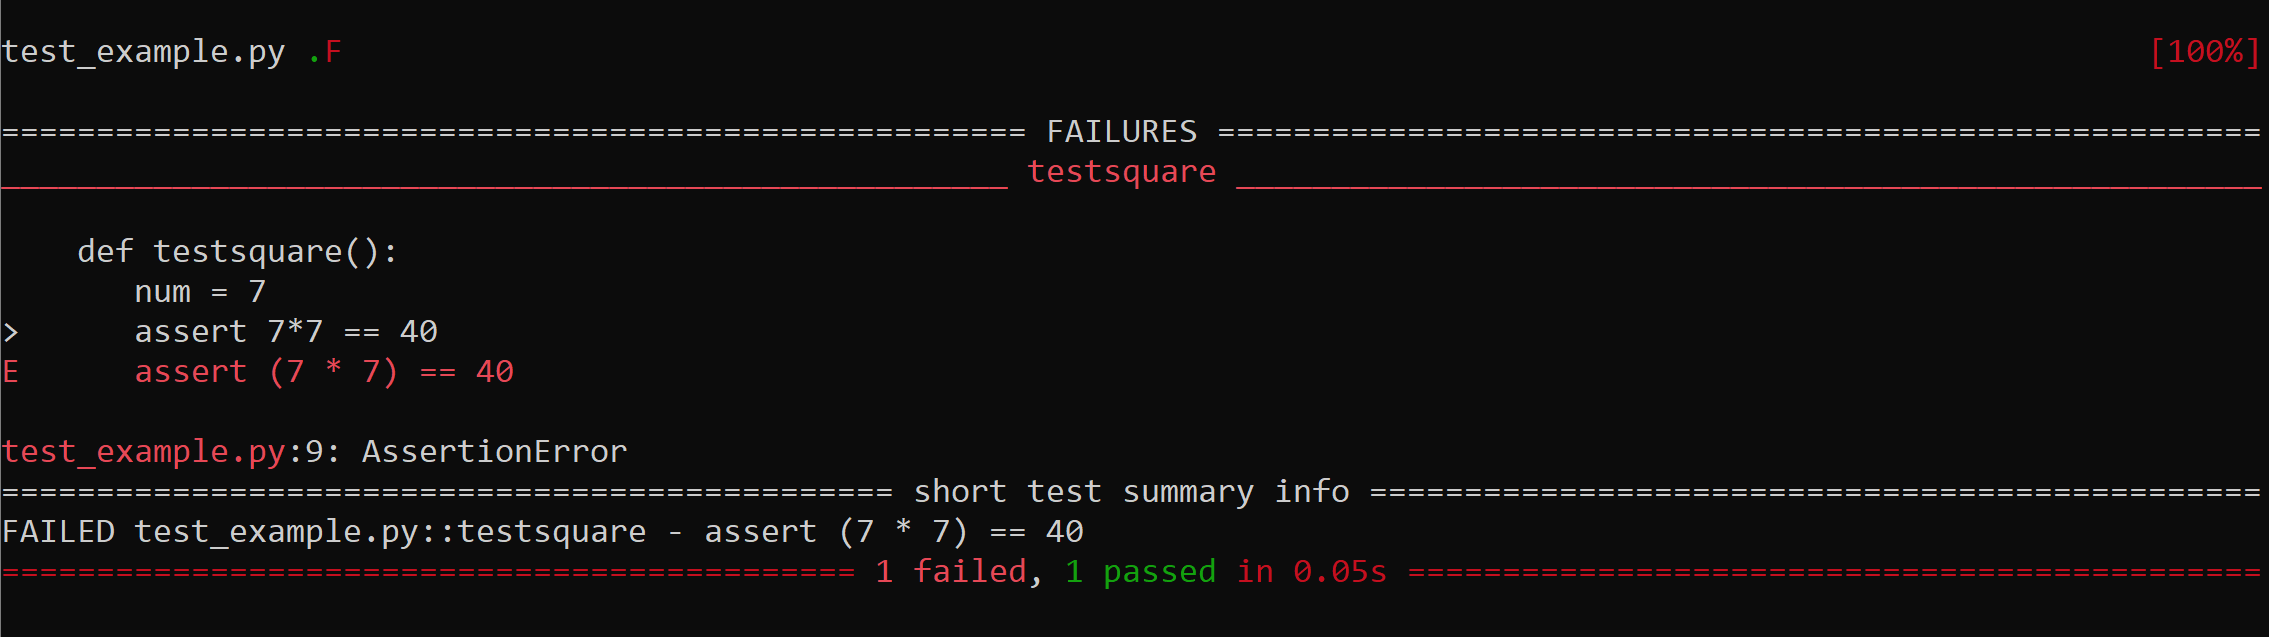 test_example.py .F [100%]
====================================================== FAILURES =======================================================
_____________________________________________________ testsquare ______________________________________________________
def testsquare():
num = 7
> assert 7*7 == 40
E assert (7 * 7) == 40
test_example.py:9: AssertionError
=============================================== short test summary info ===============================================
FAILED test_example.py::testsquare - assert (7 * 7) == 40
============================================= 1 failed, 1 passed in 0.05s =============================================